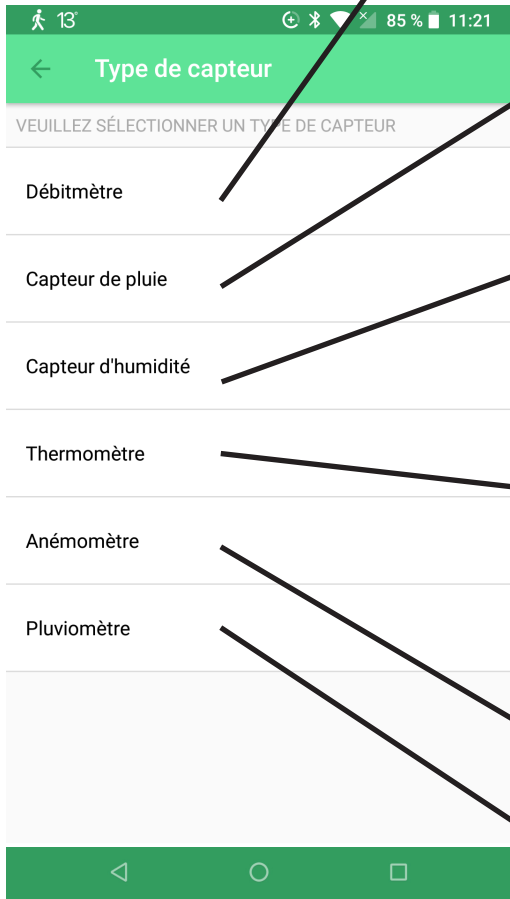 13° 85 % 11:21
Type de capteur
VEUILLEZ SÉLECTIONNER UN TYPE DE CAPTEUR
Débitmètre
Capteur de pluie
Capteur d'humidité
Thermomètre
Anémomètre
Pluviomètre